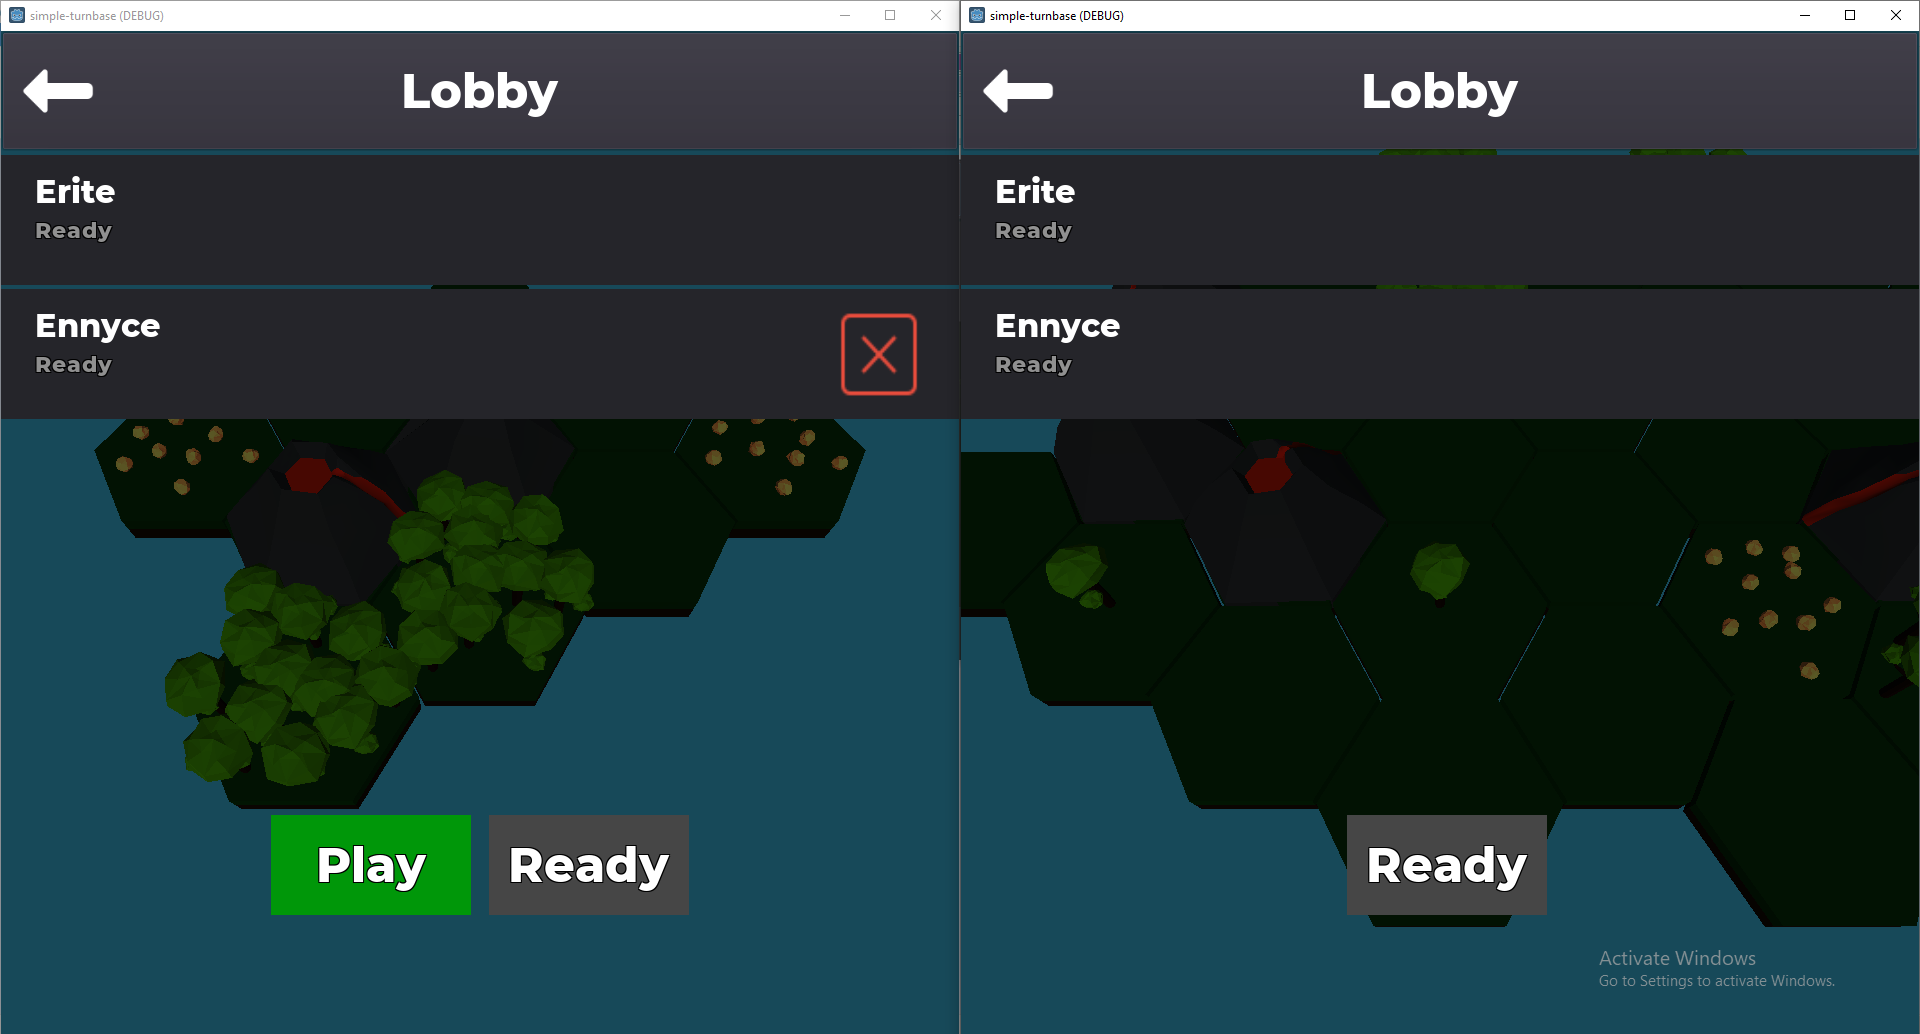 simple-turnbase (DEBUG)
Lobby
Erite
Ready
Ennyce
Ready
Play
Ready
simple-turnbase (DEBUG)
Lobby
Erite
Ready
Ennyce
Ready
Ready
Activate Windows
Go to Settings to activate Windows.